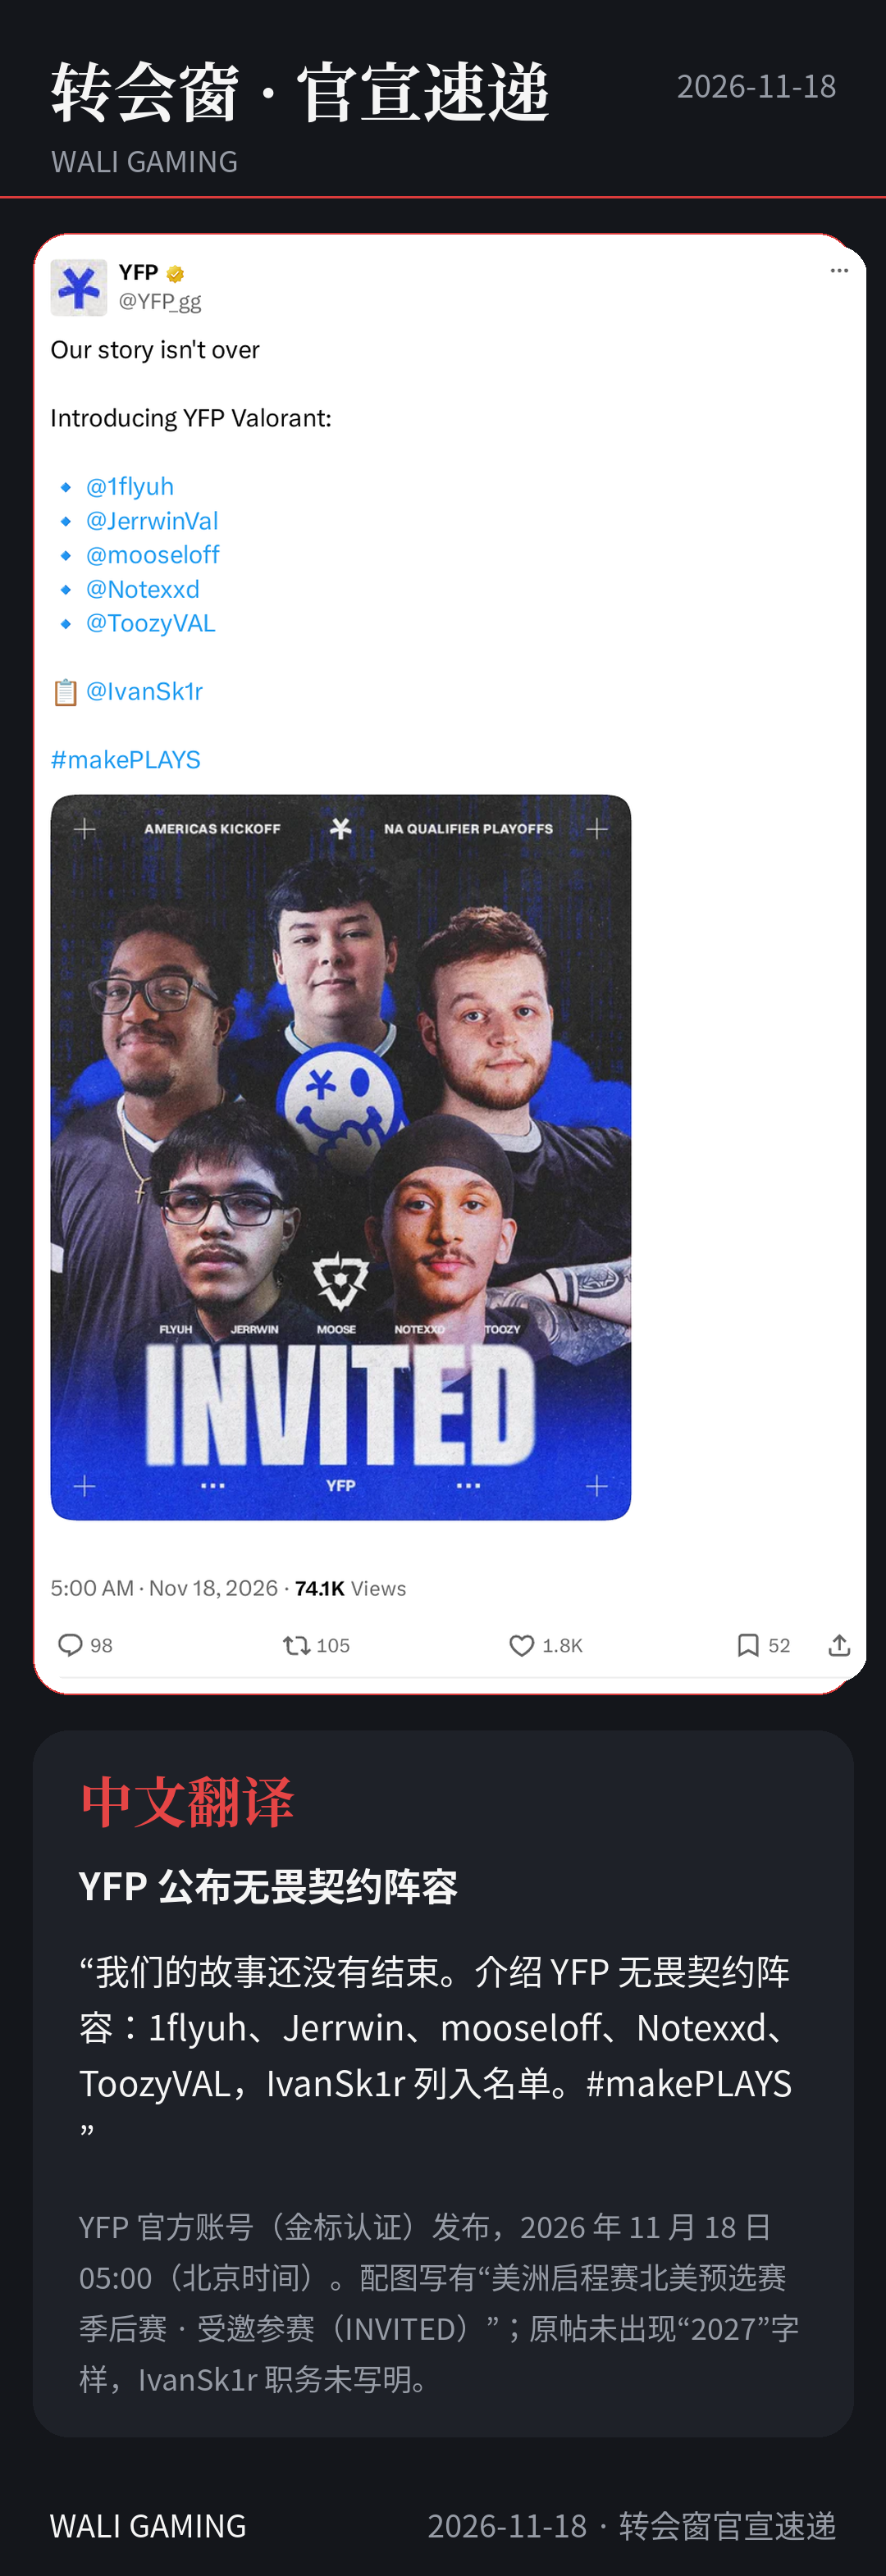 转会窗 · 官宣速递
2026-11-18
WALI GAMING
YFP
@YFP_gg
Our story isn't over
Introducing YFP Valorant:
@1flyuh
@JerrwinVal
@mooseloff
@Notexxd
@ToozyVAL
@IvanSk1r
#makePLAYS
AMERICAS KICKOFF
NA QUALIFIER PLAYOFFS
FLYUH JERRWIN MOOSE NOTEXXD TOOZY
INVITED
YFP
5:00 AM · Nov 18, 2026 · 74.1K Views
98 105 1.8K 52
中文翻译
YFP 公布无畏契约阵容
“我们的故事还没有结束。介绍 YFP 无畏契约阵
容：1flyuh、Jerrwin、mooseloff、Notexxd、
ToozyVAL，IvanSk1r 列入名单。#makePLAYS
”
YFP 官方账号（金标认证）发布，2026 年 11 月 18 日
05:00（北京时间）。配图写有“美洲启程赛北美预选赛
季后赛 · 受邀参赛（INVITED）”；原帖未出现“2027”字
样，IvanSk1r 职务未写明。
WALI GAMING
2026-11-18 · 转会窗官宣速递